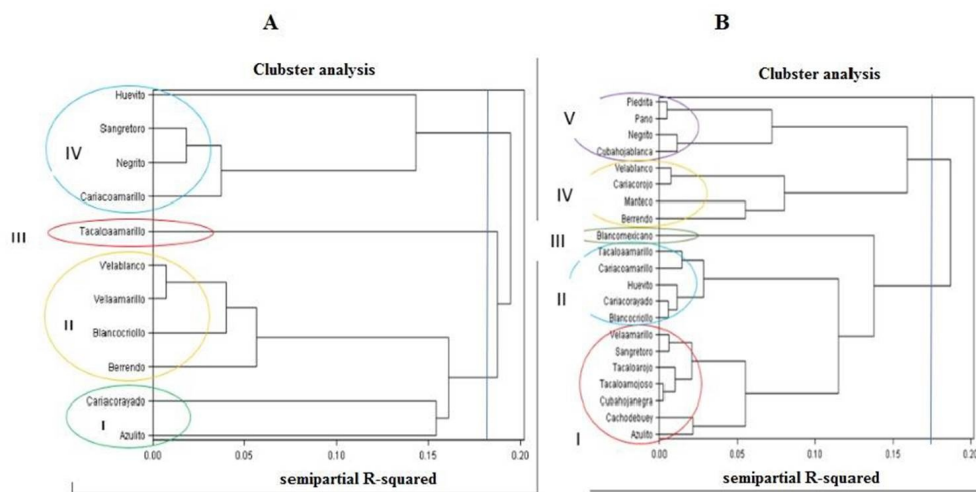 A
Clubster analysis
Huevito
Sangretoro
IV
Negrito
Cariacoamarillo
III
Tacaloaamarillo
Velablanco
Velaamarillo
II
Blancocriollo
Berrendo
Cariacorayado
I
Azulito
0.00 0.05 0.10 0.15 0.20
semipartial R-squared
B
Clubster analysis
Piedrita
V
Pano
Negrito
Cubahojablanca
Velablanco
Cariacorojo
IV
Manteco
Berrendo
III
Blancomexicano
Tacaloaamarillo
Cariacoamarillo
II
Huevito
Cariacorayado
Blancocriollo
Velaamarillo
Sangretoro
Tacaloarojo
Tacaloamojoso
Cubahojanegra
Cachodebuey
I
Azulito
0.00 0.05 0.10 0.15 0.20
semipartial R-squared